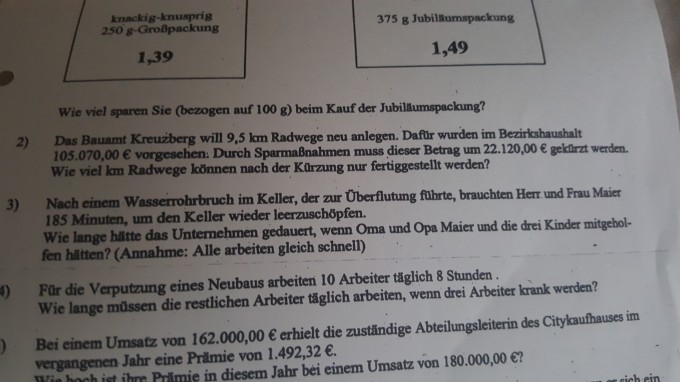 knackig-knusprig
250 g-Großpackung
1,39
375 g Jubiläumspackung
1,49
Wie viel sparen Sie (bezogen auf 100 g) beim Kauf der Jubiläumspackung?
2) Das Bauamt Kreuzberg will 9,5 km Radwege neu anlegen. Dafür wurden im Bezirkshaushalt
105.070,00 € vorgesehen. Durch Sparmaßnahmen muss dieser Betrag um 22.120,00 € gekürzt werden.
Wie viel km Radwege können nach der Kürzung nur fertiggestellt werden?
3) Nach einem Wasserrohrbruch im Keller, der zur Überflutung führte, brauchten Herr und Frau Maier
185 Minuten, um den Keller wieder leerzuschöpfen.
Wie lange hätte das Unternehmen gedauert, wenn Oma und Opa Maier und die drei Kinder mitgehol-
fen hätten? (Annahme: Alle arbeiten gleich schnell)
4) Für die Verputzung eines Neubaus arbeiten 10 Arbeiter täglich 8 Stunden .
Wie lange müssen die restlichen Arbeiter täglich arbeiten, wenn drei Arbeiter krank werden?
) Bei einem Umsatz von 162.000,00 € erhielt die zuständige Abteilungsleiterin des Citykaufhauses im
vergangenen Jahr eine Prämie von 1.492,32 €.
Wie hoch ist ihre Prämie in diesem Jahr bei einem Umsatz von 180.000,00 €?
sich ein